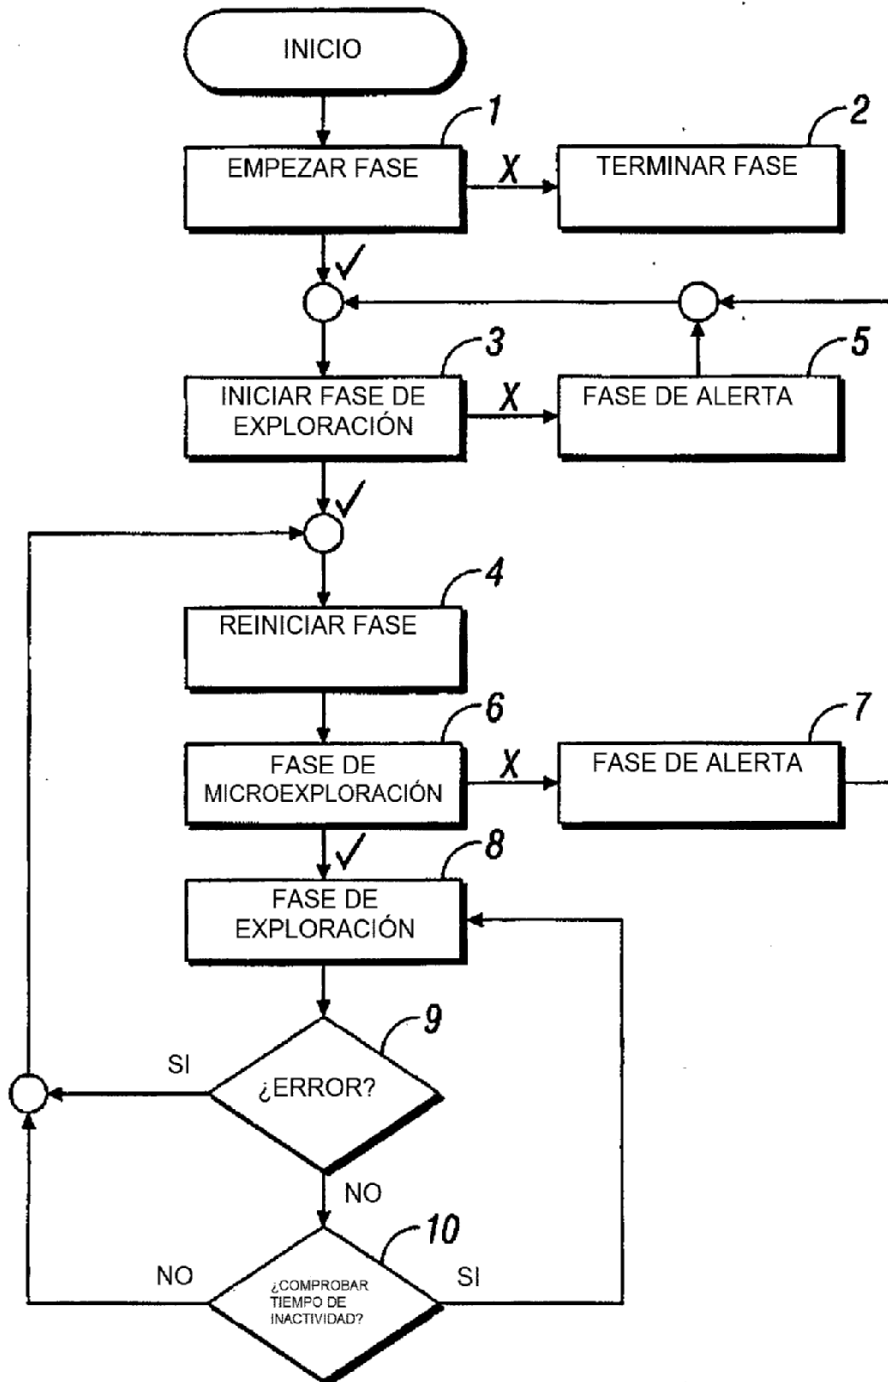 INICIO
1
EMPEZAR FASE
X
2
TERMINAR FASE
3
INICIAR FASE DE
EXPLORACIÓN
X
5
FASE DE ALERTA
4
REINICIAR FASE
6
FASE DE
MICROEXPLORACIÓN
X
7
FASE DE ALERTA
8
FASE DE
EXPLORACIÓN
9
SI
¿ERROR?
NO
10
NO
¿COMPROBAR
TIEMPO DE
INACTIVIDAD?
SI